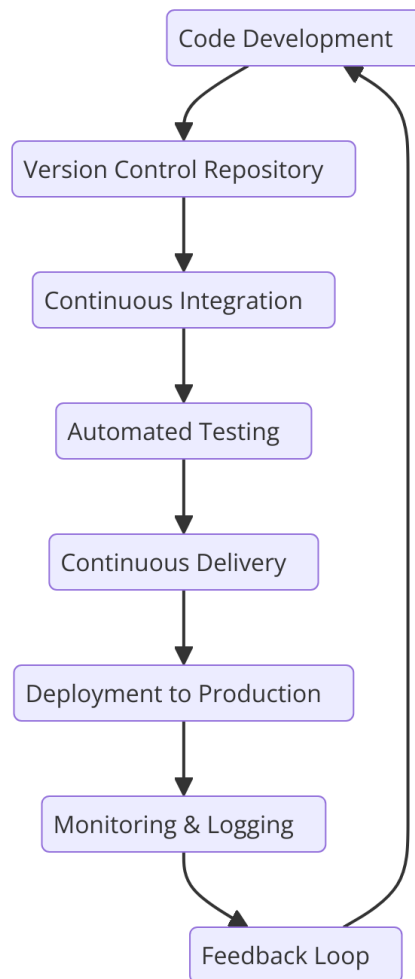 Code Development
Version Control Repository
Continuous Integration
Automated Testing
Continuous Delivery
Deployment to Production
Monitoring & Logging
Feedback Loop